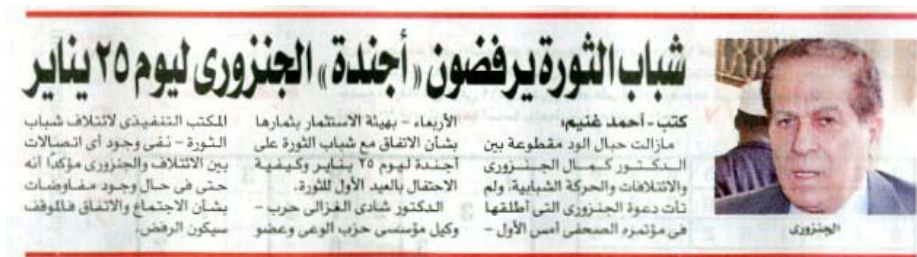 شباب الثورة يرفضون «أجندة» الجنزورى ليوم ٢٥ يناير
كتب - أحمد غنيم:
مازالت حبال الود مقطوعة بين
الدكتور كمال الجنزورى
والائتلافات والحركة الشبابية. ولم
تأت دعوة الجنزورى التى أطلقها
فى مؤتمره الصحفى أمس الأول -
الأربعاء - بهيئة الاستثمار بثمارها
بشأن الاتفاق مع شباب الثورة على
أجندة ليوم ٢٥ يناير وكيفية
الاحتفال بالعيد الأول للثورة.
الدكتور شادى الغزالى حرب -
وكيل مؤسسى حزب الوعى وعضو
المكتب التنفيذى لائتلاف شباب
الثورة - نفى وجود أى اتصالات
بين الائتلاف والجنزورى مؤكدًا أنه
حتى فى حال وجود مفاوضات
بشأن الاجتماع والاتفاق فالموقف
سيكون الرفض.
الجنزورى